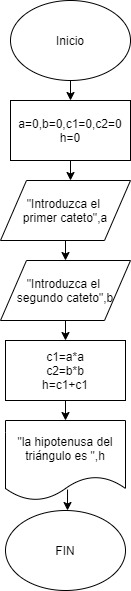 Inicio
a=0,b=0,c1=0,c2=0
h=0
"Introduzca el
primer cateto",a
"Introduzca el
segundo cateto",b
c1=a*a
c2=b*b
h=c1+c1
"la hipotenusa del
triángulo es ",h
FIN